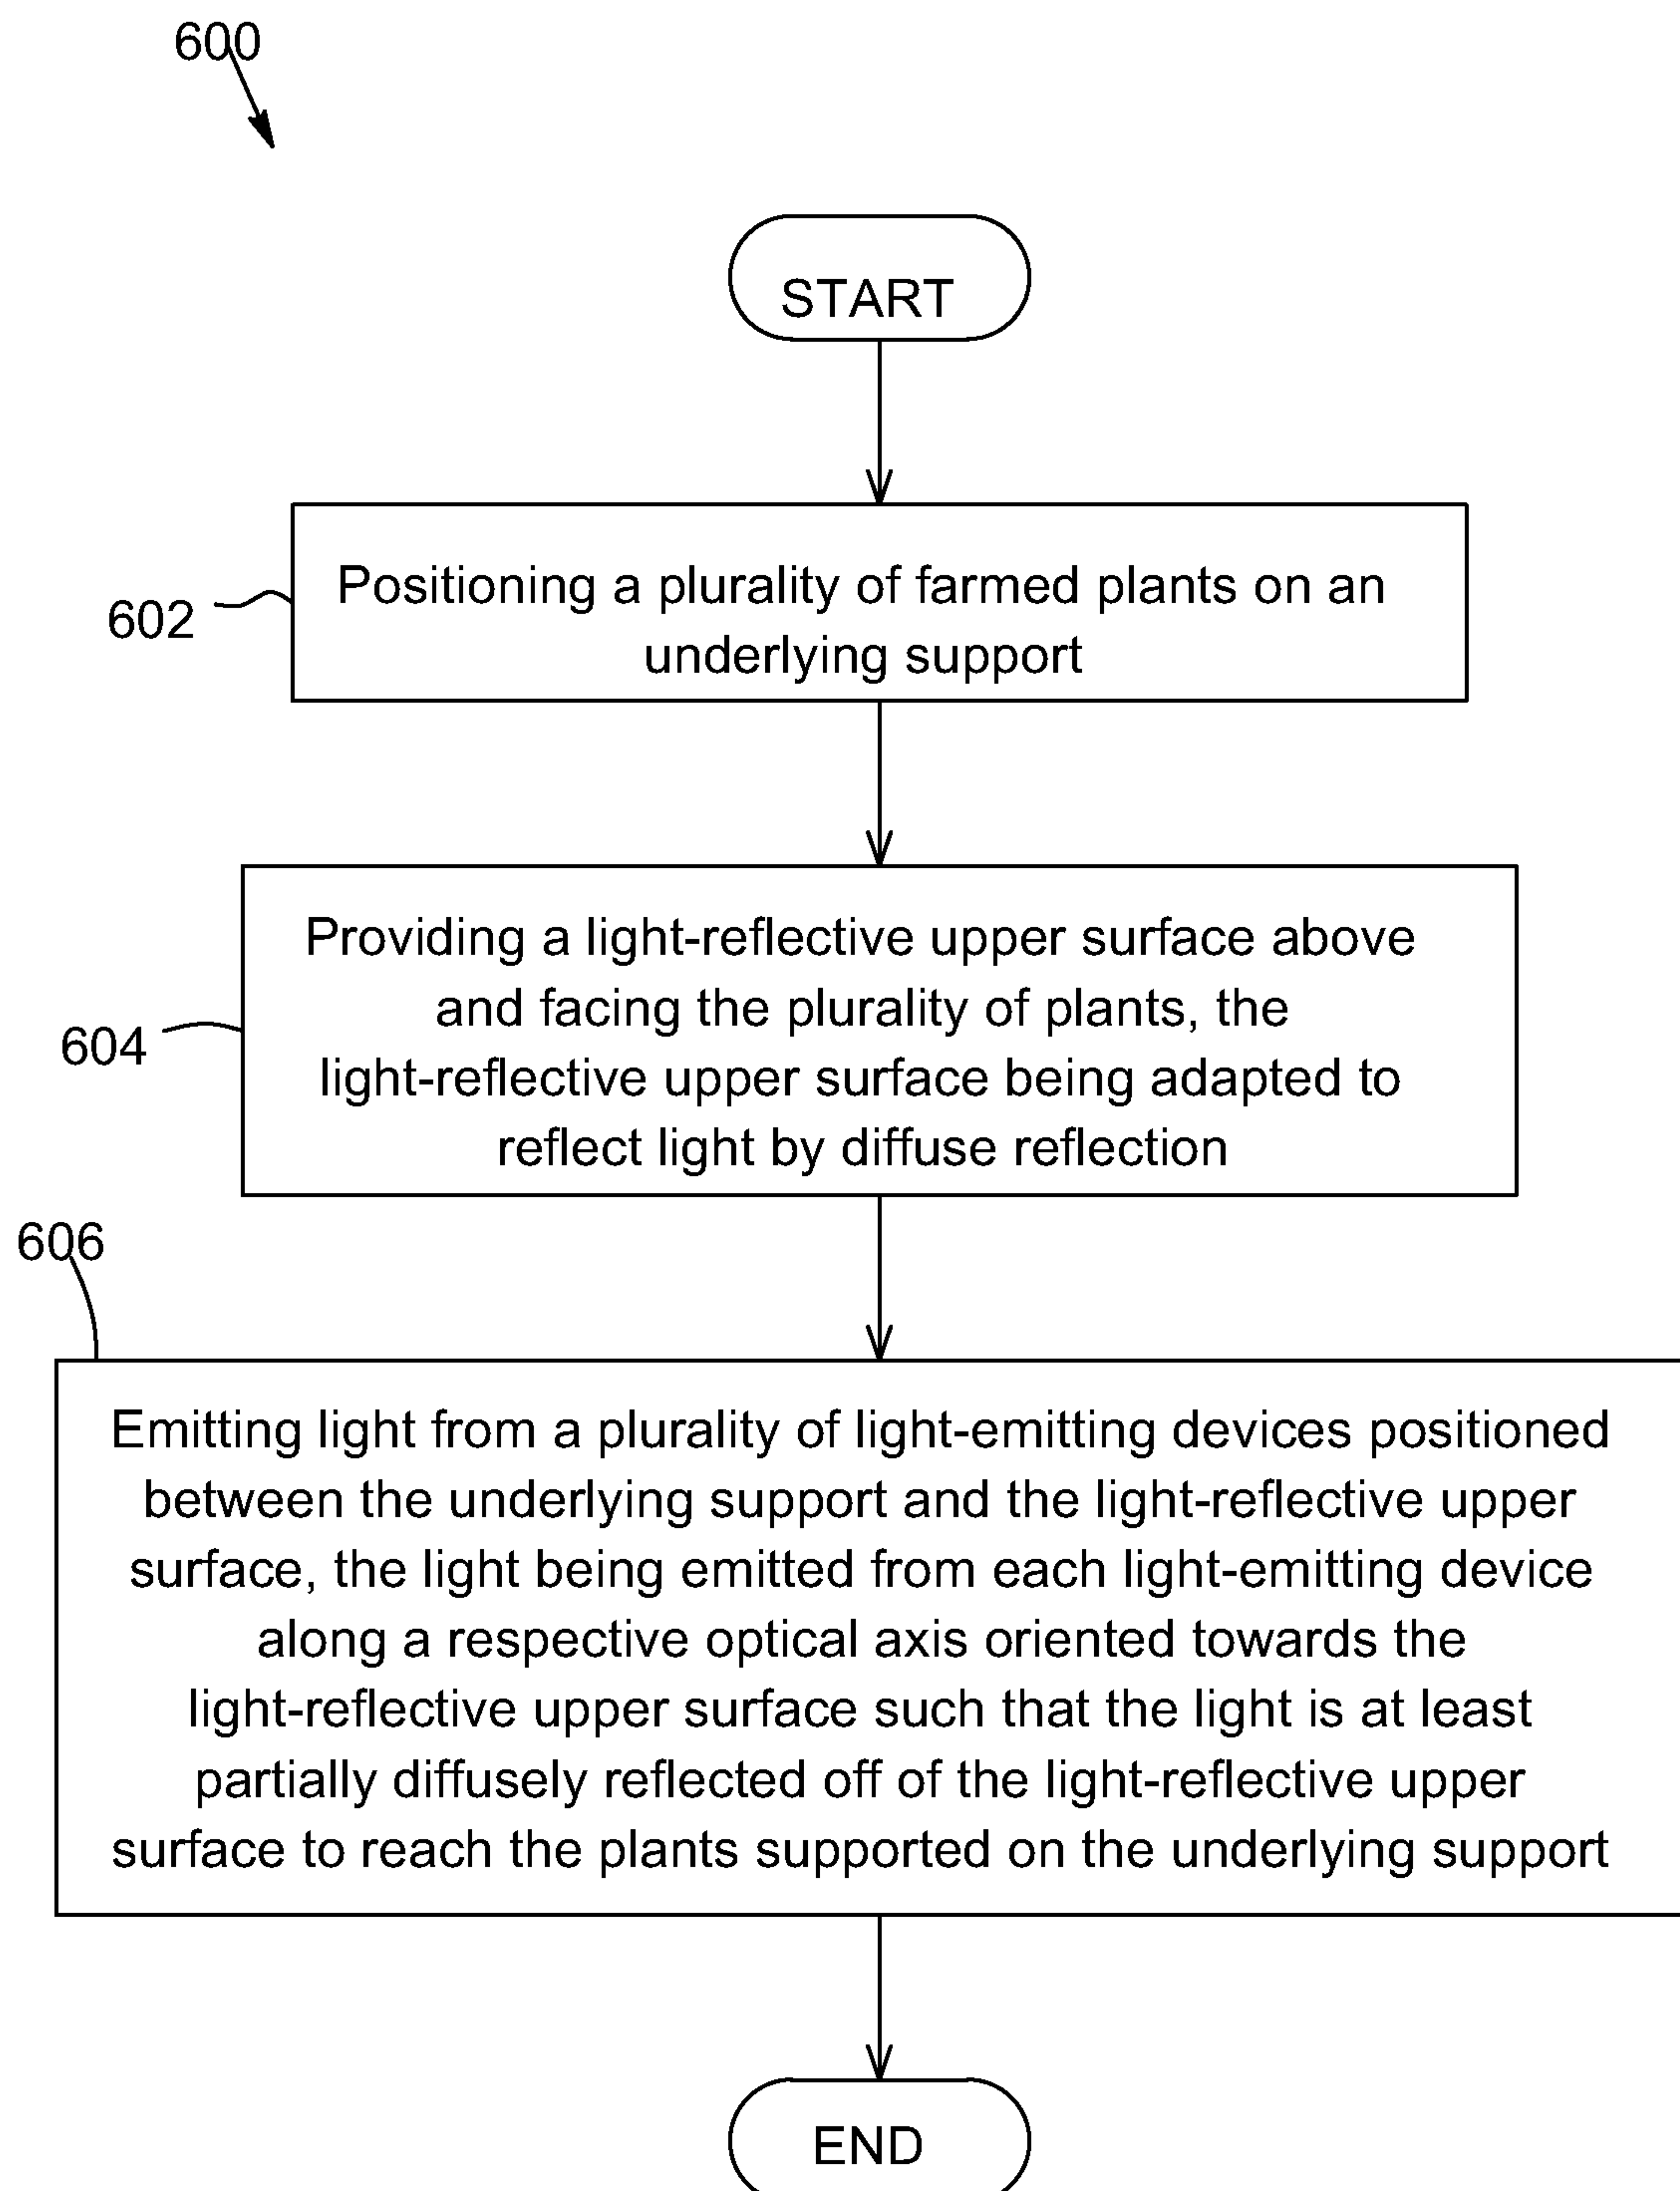 600
START
602
Positioning a plurality of farmed plants on an
underlying support
604
Providing a light-reflective upper surface above
and facing the plurality of plants, the
light-reflective upper surface being adapted to
reflect light by diffuse reflection
606
Emitting light from a plurality of light-emitting devices positioned
between the underlying support and the light-reflective upper
surface, the light being emitted from each light-emitting device
along a respective optical axis oriented towards the
light-reflective upper surface such that the light is at least
partially diffusely reflected off of the light-reflective upper
surface to reach the plants supported on the underlying support
END